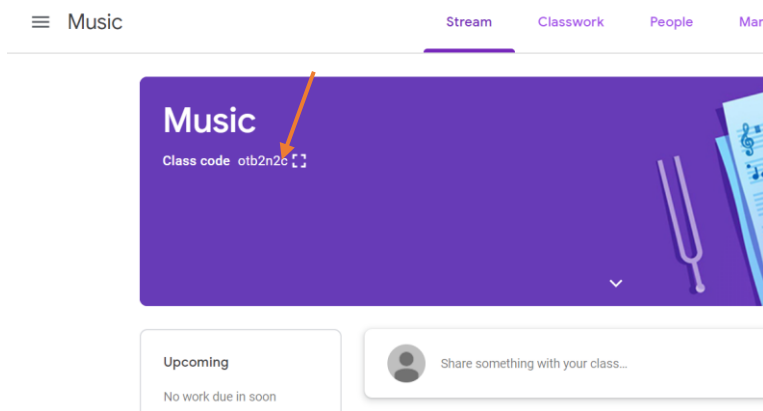 Music
Stream Classwork People Mar
Music
Class code otb2n2c
Upcoming
No work due in soon
Share something with your class...